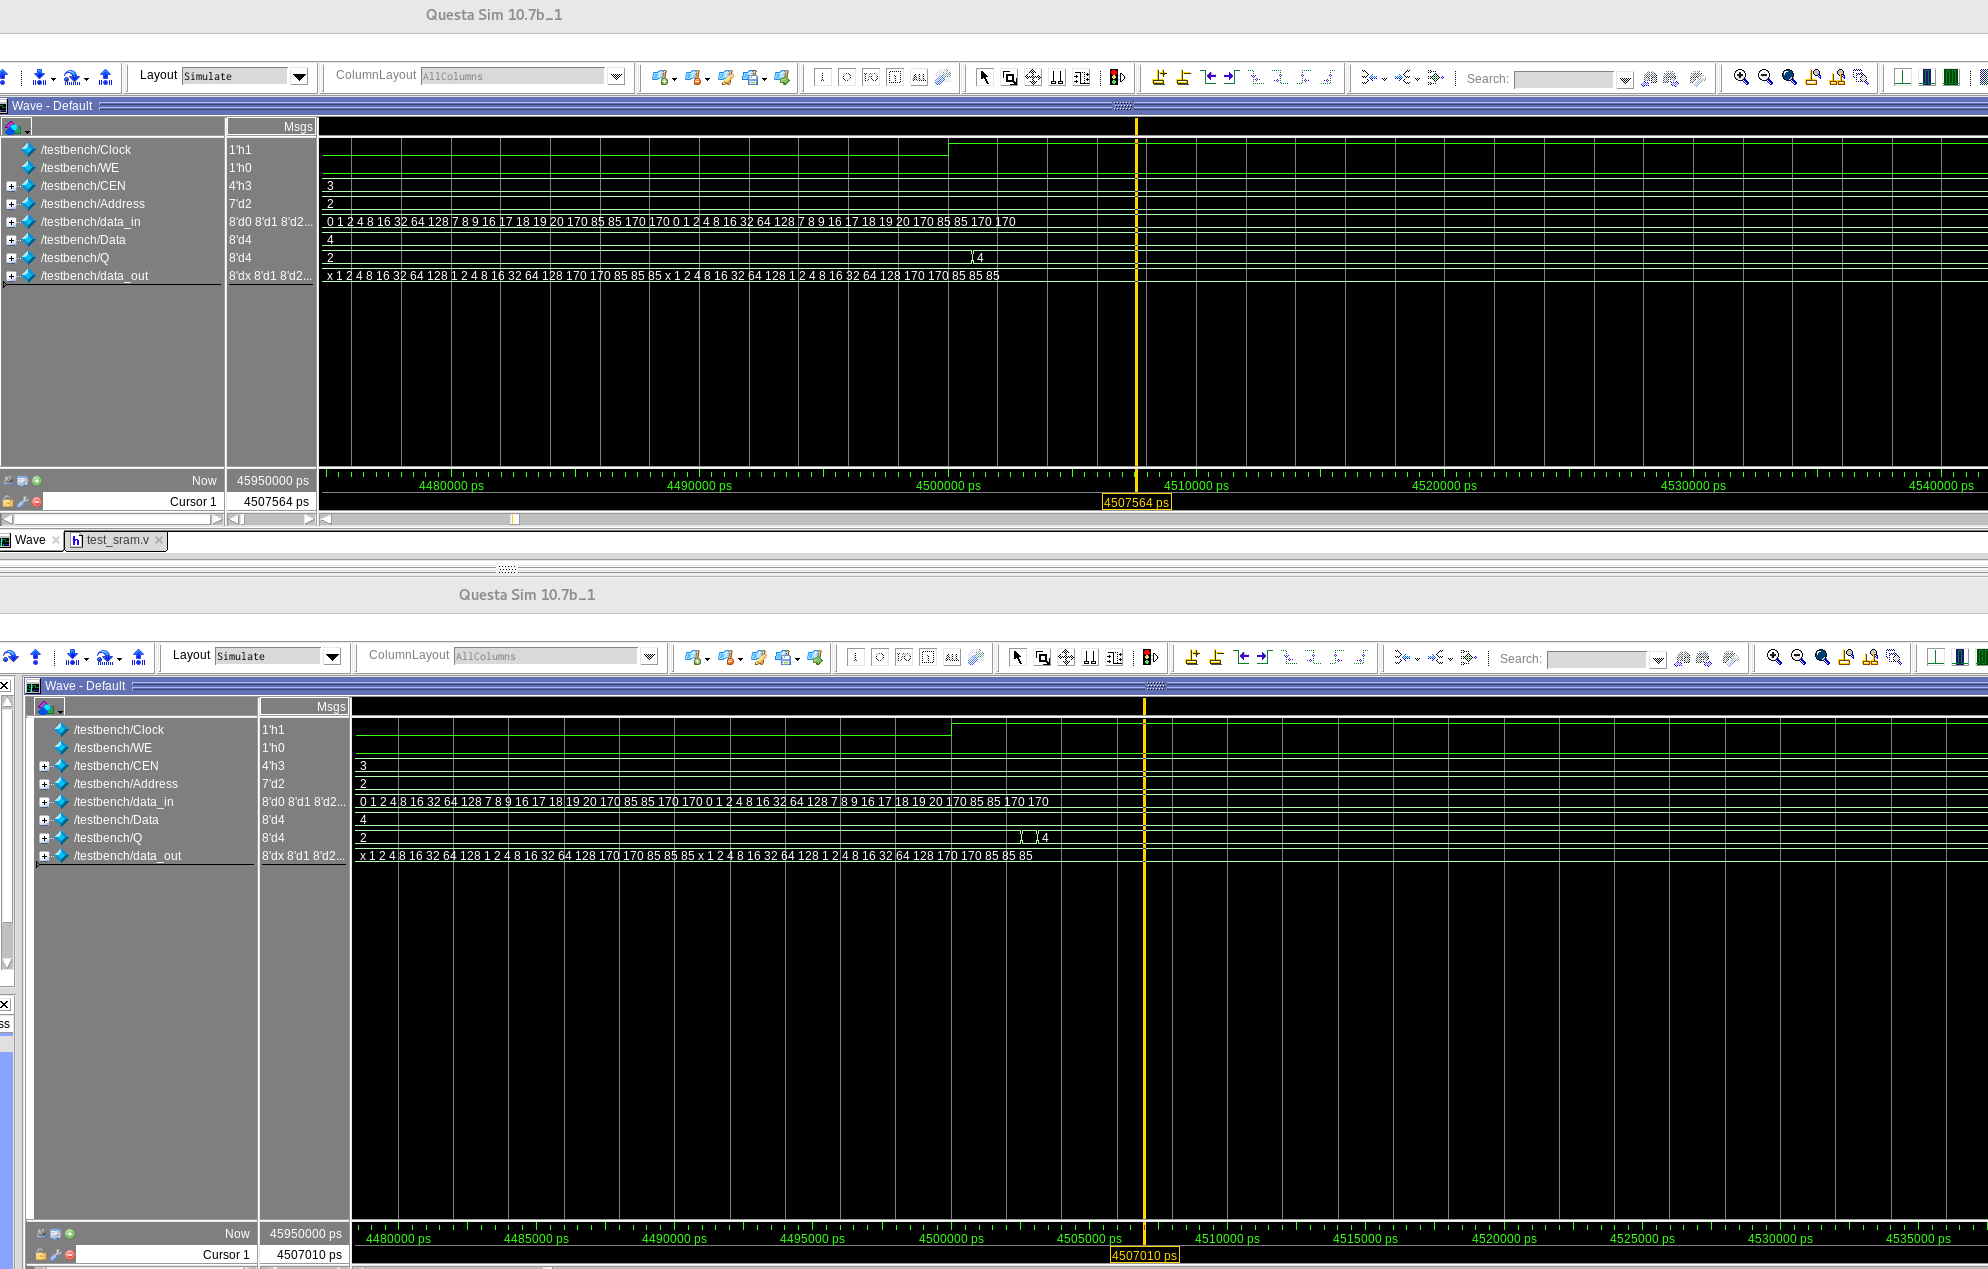 Questa Sim 10.7b_1
Layout Simulate ColumnLayout AllColumns Search:
Wave - Default
Msgs
/testbench/Clock 1'h1
/testbench/WE 1'h0
/testbench/CEN 4'h3 3
/testbench/Address 7'd2 2
/testbench/data_in 8'd0 8'd1 8'd2... 0 1 2 4 8 16 32 64 128 7 8 9 16 17 18 19 20 170 85 85 170 170 0 1 2 4 8 16 32 64 128 7 8 9 16 17 18 19 20 170 85 85 170 170
/testbench/Data 8'd4 4
/testbench/Q 8'd4 2 4
/testbench/data_out 8'dx 8'd1 8'd2... x 1 2 4 8 16 32 64 128 1 2 4 8 16 32 64 128 170 170 85 85 85 x 1 2 4 8 16 32 64 128 1 2 4 8 16 32 64 128 170 170 85 85 85
Now 45950000 ps 4480000 ps 4490000 ps 4500000 ps 4510000 ps 4520000 ps 4530000 ps 4540000 ps
Cursor 1 4507564 ps 4507564 ps
Wave test_sram.v
Questa Sim 10.7b_1
Layout Simulate ColumnLayout AllColumns Search:
Wave - Default
Msgs
/testbench/Clock 1'h1
/testbench/WE 1'h0
/testbench/CEN 4'h3 3
/testbench/Address 7'd2 2
/testbench/data_in 8'd0 8'd1 8'd2... 0 1 2 4 8 16 32 64 128 7 8 9 16 17 18 19 20 170 85 85 170 170 0 1 2 4 8 16 32 64 128 7 8 9 16 17 18 19 20 170 85 85 170 170
/testbench/Data 8'd4 4
/testbench/Q 8'd4 2 4
/testbench/data_out 8'dx 8'd1 8'd2... x 1 2 4 8 16 32 64 128 1 2 4 8 16 32 64 128 170 170 85 85 85 x 1 2 4 8 16 32 64 128 1 2 4 8 16 32 64 128 170 170 85 85 85
ss
Now 45950000 ps 4480000 ps 4485000 ps 4490000 ps 4495000 ps 4500000 ps 4505000 ps 4510000 ps 4515000 ps 4520000 ps 4525000 ps 4530000 ps 4535000 ps
Cursor 1 4507010 ps 4507010 ps